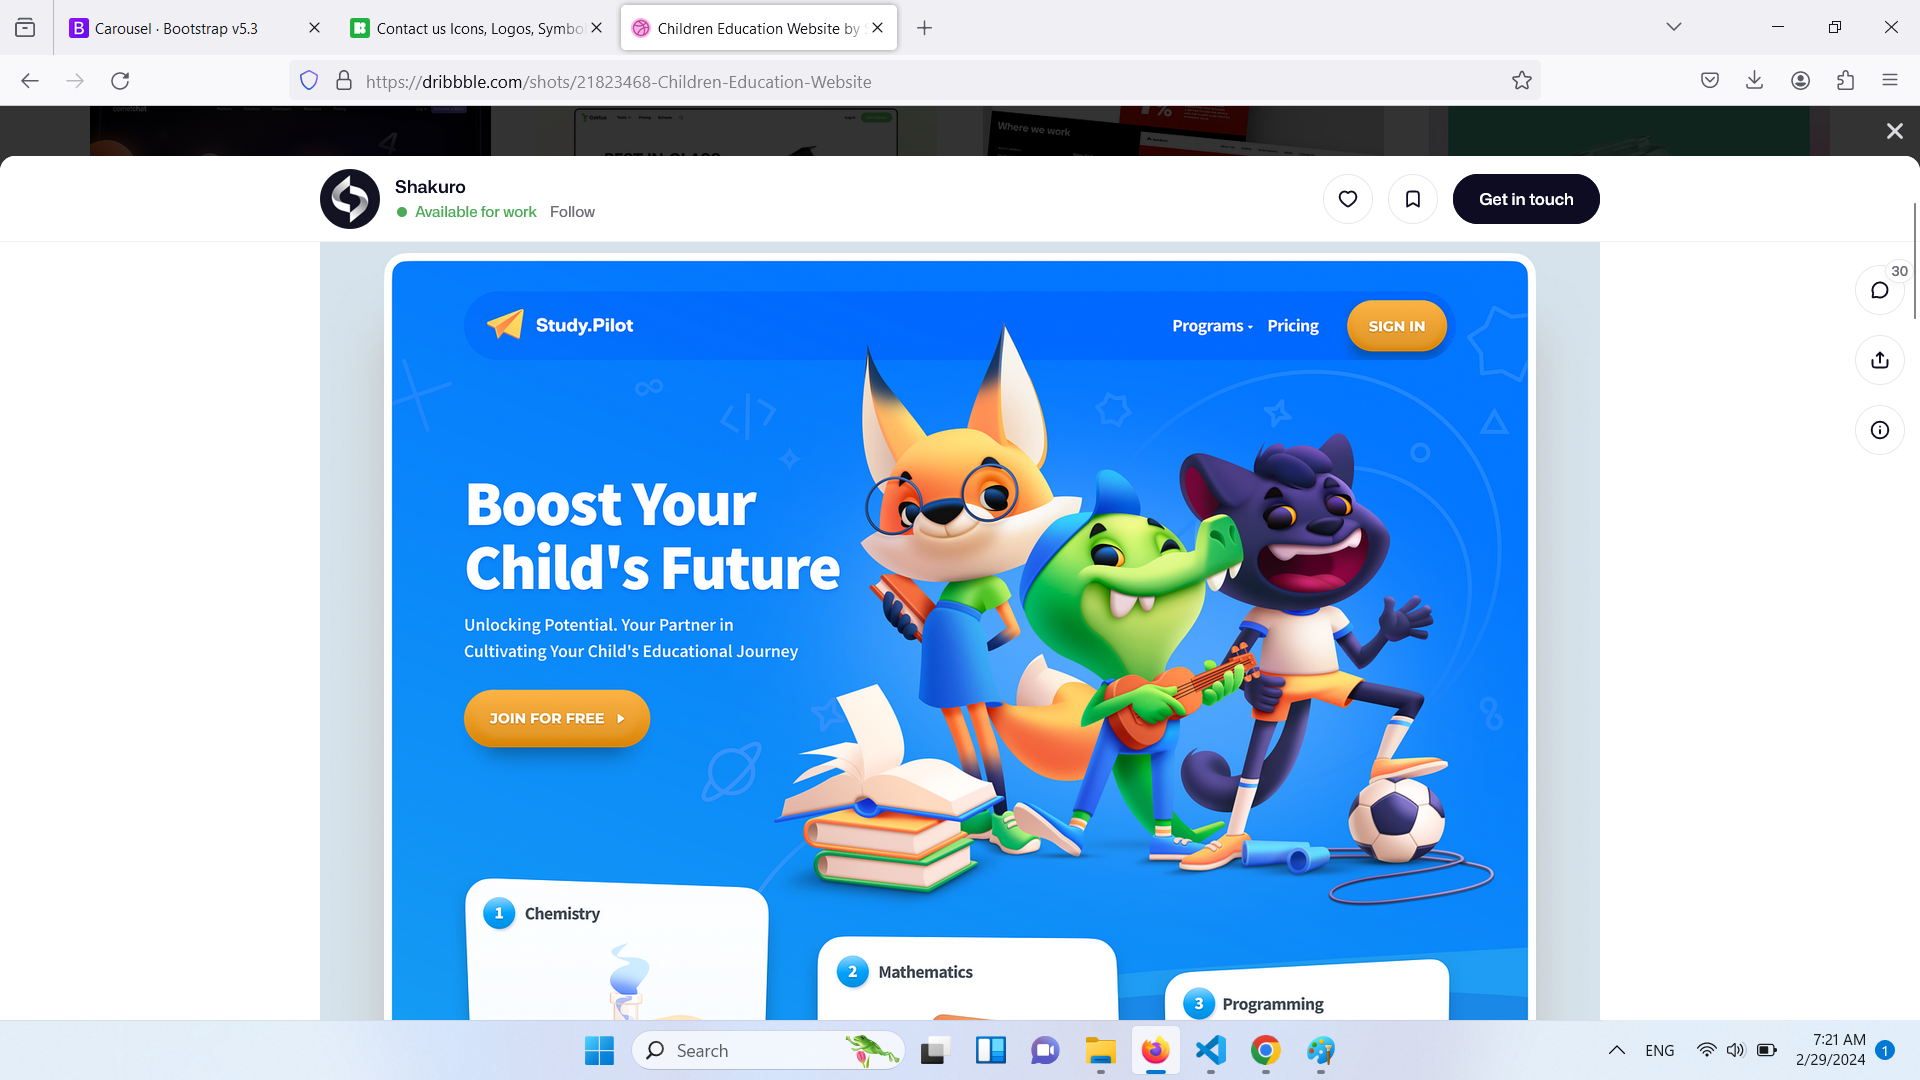 Carousel · Bootstrap v5.3
Contact us Icons, Logos, Symbo
Children Education Website by
https://dribbble.com/shots/21823468-Children-Education-Website
Where we work
Shakuro
Available for work Follow
Get in touch
30
Study.Pilot
Programs Pricing SIGN IN
Boost Your
Child's Future
Unlocking Potential. Your Partner in
Cultivating Your Child's Educational Journey
JOIN FOR FREE
1 Chemistry
2 Mathematics
3 Programming
Search
ENG
7:21 AM
2/29/2024
1